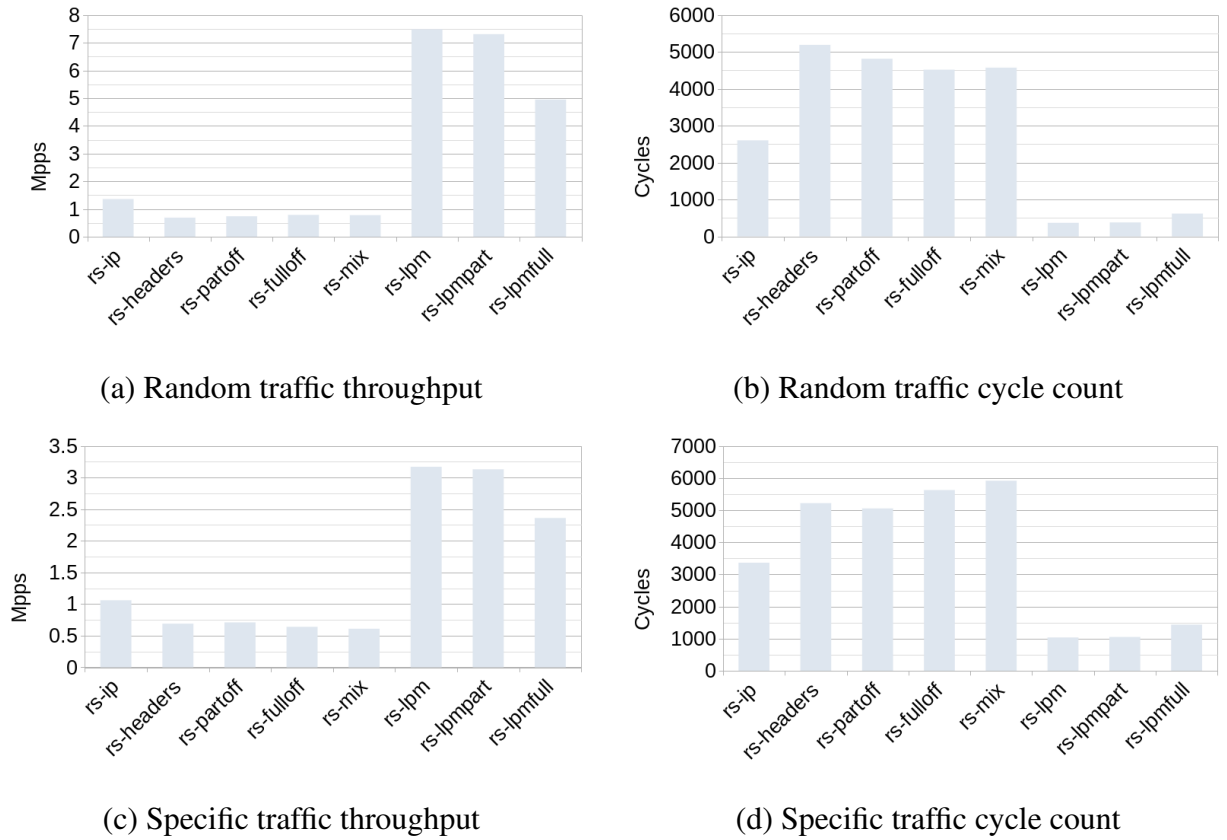 8
7
6
5
4
3
2
1
0
Mpps
rs-ip
rs-headers
rs-partoff
rs-fulloff
rs-mix
rs-lpm
rs-lpmpart
rs-lpmfull
(a) Random traffic throughput
6000
5000
4000
3000
2000
1000
0
Cycles
rs-ip
rs-headers
rs-partoff
rs-fulloff
rs-mix
rs-lpm
rs-lpmpart
rs-lpmfull
(b) Random traffic cycle count
3.5
3
2.5
2
1.5
1
0.5
0
Mpps
rs-ip
rs-headers
rs-partoff
rs-fulloff
rs-mix
rs-lpm
rs-lpmpart
rs-lpmfull
(c) Specific traffic throughput
7000
6000
5000
4000
3000
2000
1000
0
Cycles
rs-ip
rs-headers
rs-partoff
rs-fulloff
rs-mix
rs-lpm
rs-lpmpart
rs-lpmfull
(d) Specific traffic cycle count